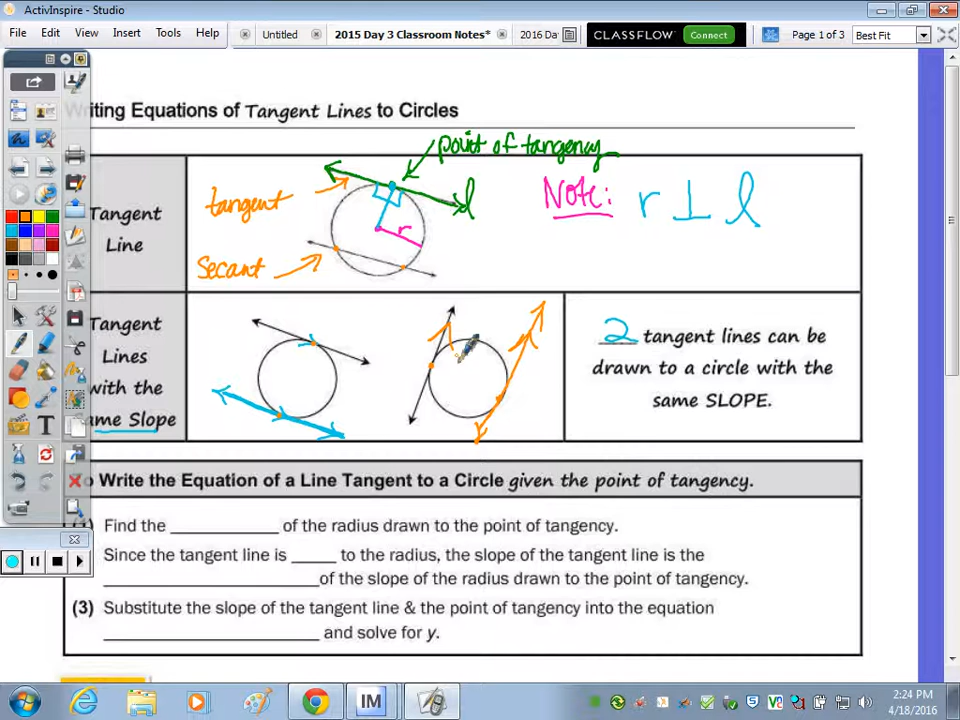 ActivInspire - Studio
File Edit View Insert Tools Help
Untitled
2015 Day 3 Classroom Notes*
2016 Da
CLASSFLOW Connect
Page 1 of 3
Best Fit
Writing Equations of Tangent Lines to Circles
point of tangency
Tangent
Line
tangent
Secant
r
l
Note: r ⊥ l
Tangent
Lines
with the
ame Slope
2 tangent lines can be
drawn to a circle with the
same SLOPE.
o Write the Equation of a Line Tangent to a Circle given the point of tangency.
Find the ____________ of the radius drawn to the point of tangency.
Since the tangent line is _____ to the radius, the slope of the tangent line is the
________________________of the slope of the radius drawn to the point of tangency.
(3) Substitute the slope of the tangent line & the point of tangency into the equation
________________________ and solve for y.
IM
2:24 PM
4/18/2016